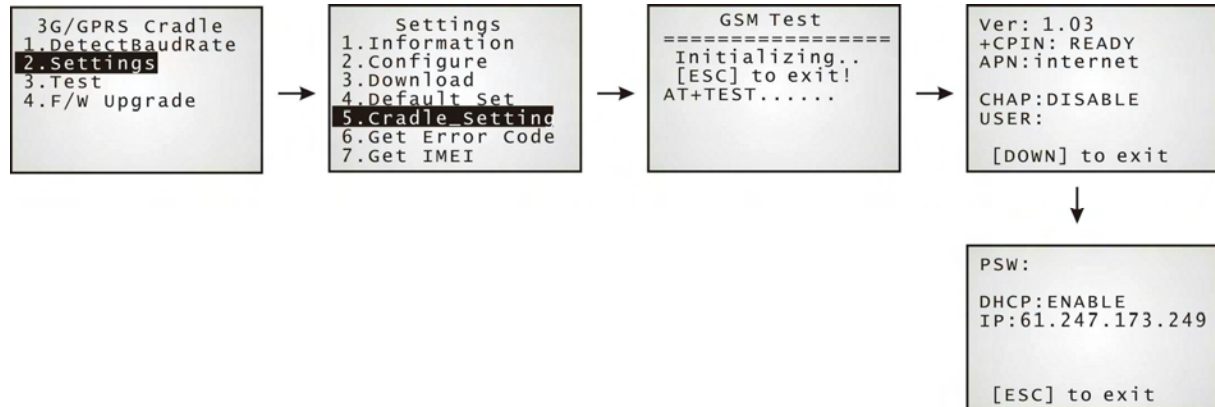 3G/GPRS Cradle
1.DetectBaudRate
2.Settings
3.Test
4.F/W Upgrade
Settings
1.Information
2.Configure
3.Download
4.Default Set
5.Cradle_Setting
6.Get Error Code
7.Get IMEI
GSM Test
=================
Initializing..
[ESC] to exit!
AT+TEST......
Ver: 1.03
+CPIN: READY
APN:internet
CHAP:DISABLE
USER:
[DOWN] to exit
PSW:
DHCP:ENABLE
IP:61.247.173.249
[ESC] to exit